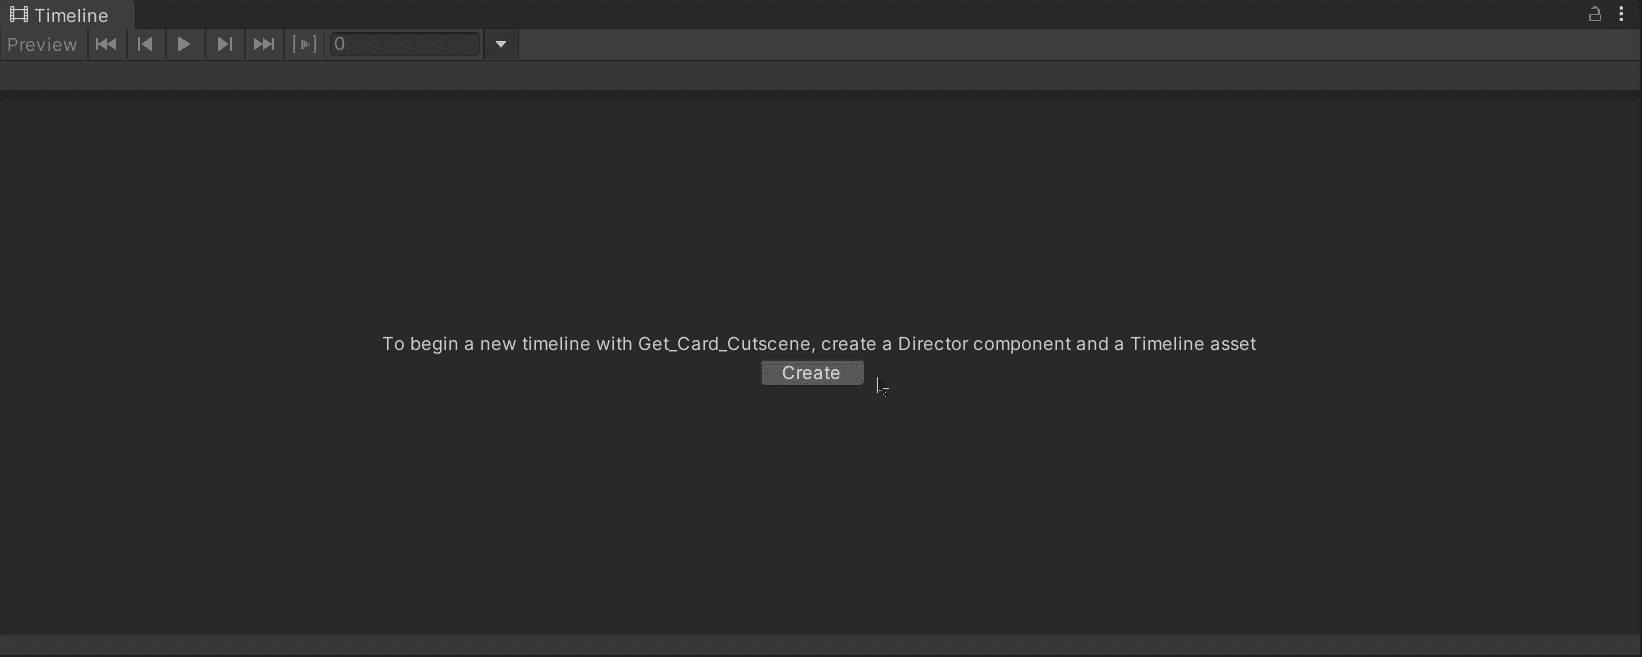 Timeline
Preview
0
To begin a new timeline with Get_Card_Cutscene, create a Director component and a Timeline asset
Create